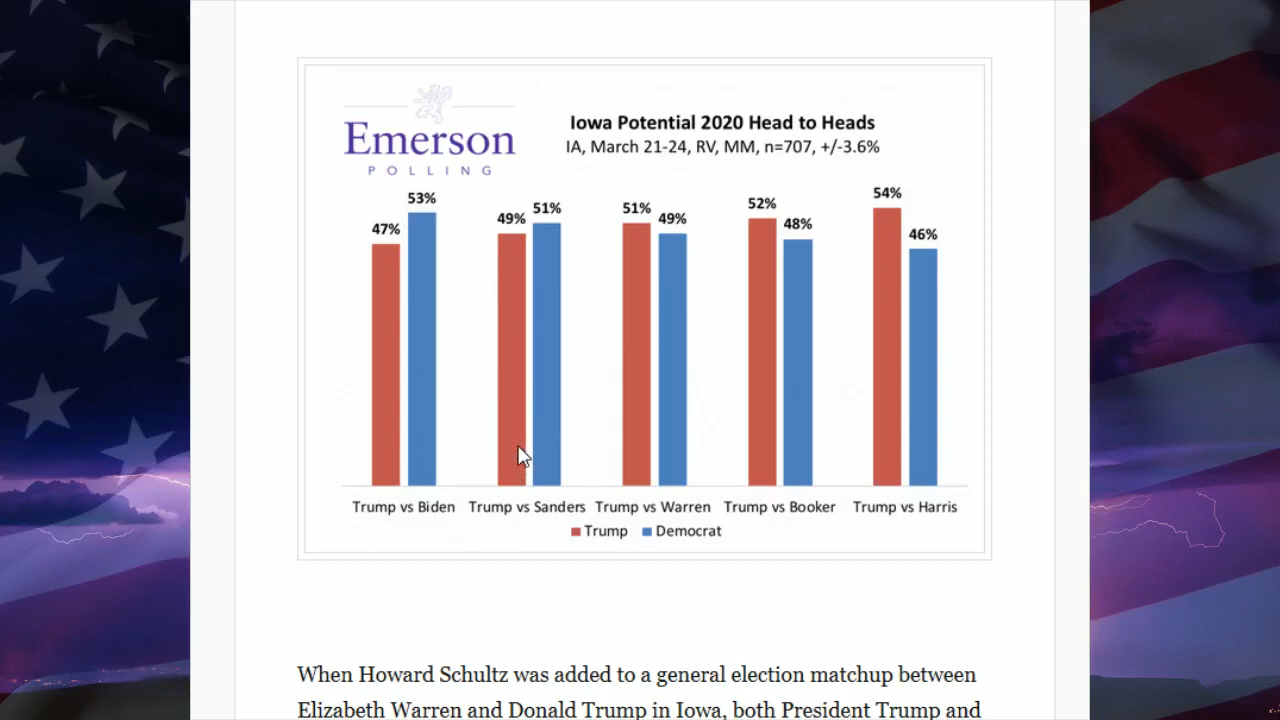 Emerson
POLLING
Iowa Potential 2020 Head to Heads
IA, March 21-24, RV, MM, n=707, +/-3.6%
47% 53% 49% 51% 51% 49% 52% 48% 54% 46%
Trump vs Biden Trump vs Sanders Trump vs Warren Trump vs Booker Trump vs Harris
Trump Democrat
When Howard Schultz was added to a general election matchup between
Elizabeth Warren and Donald Trump in Iowa, both President Trump and